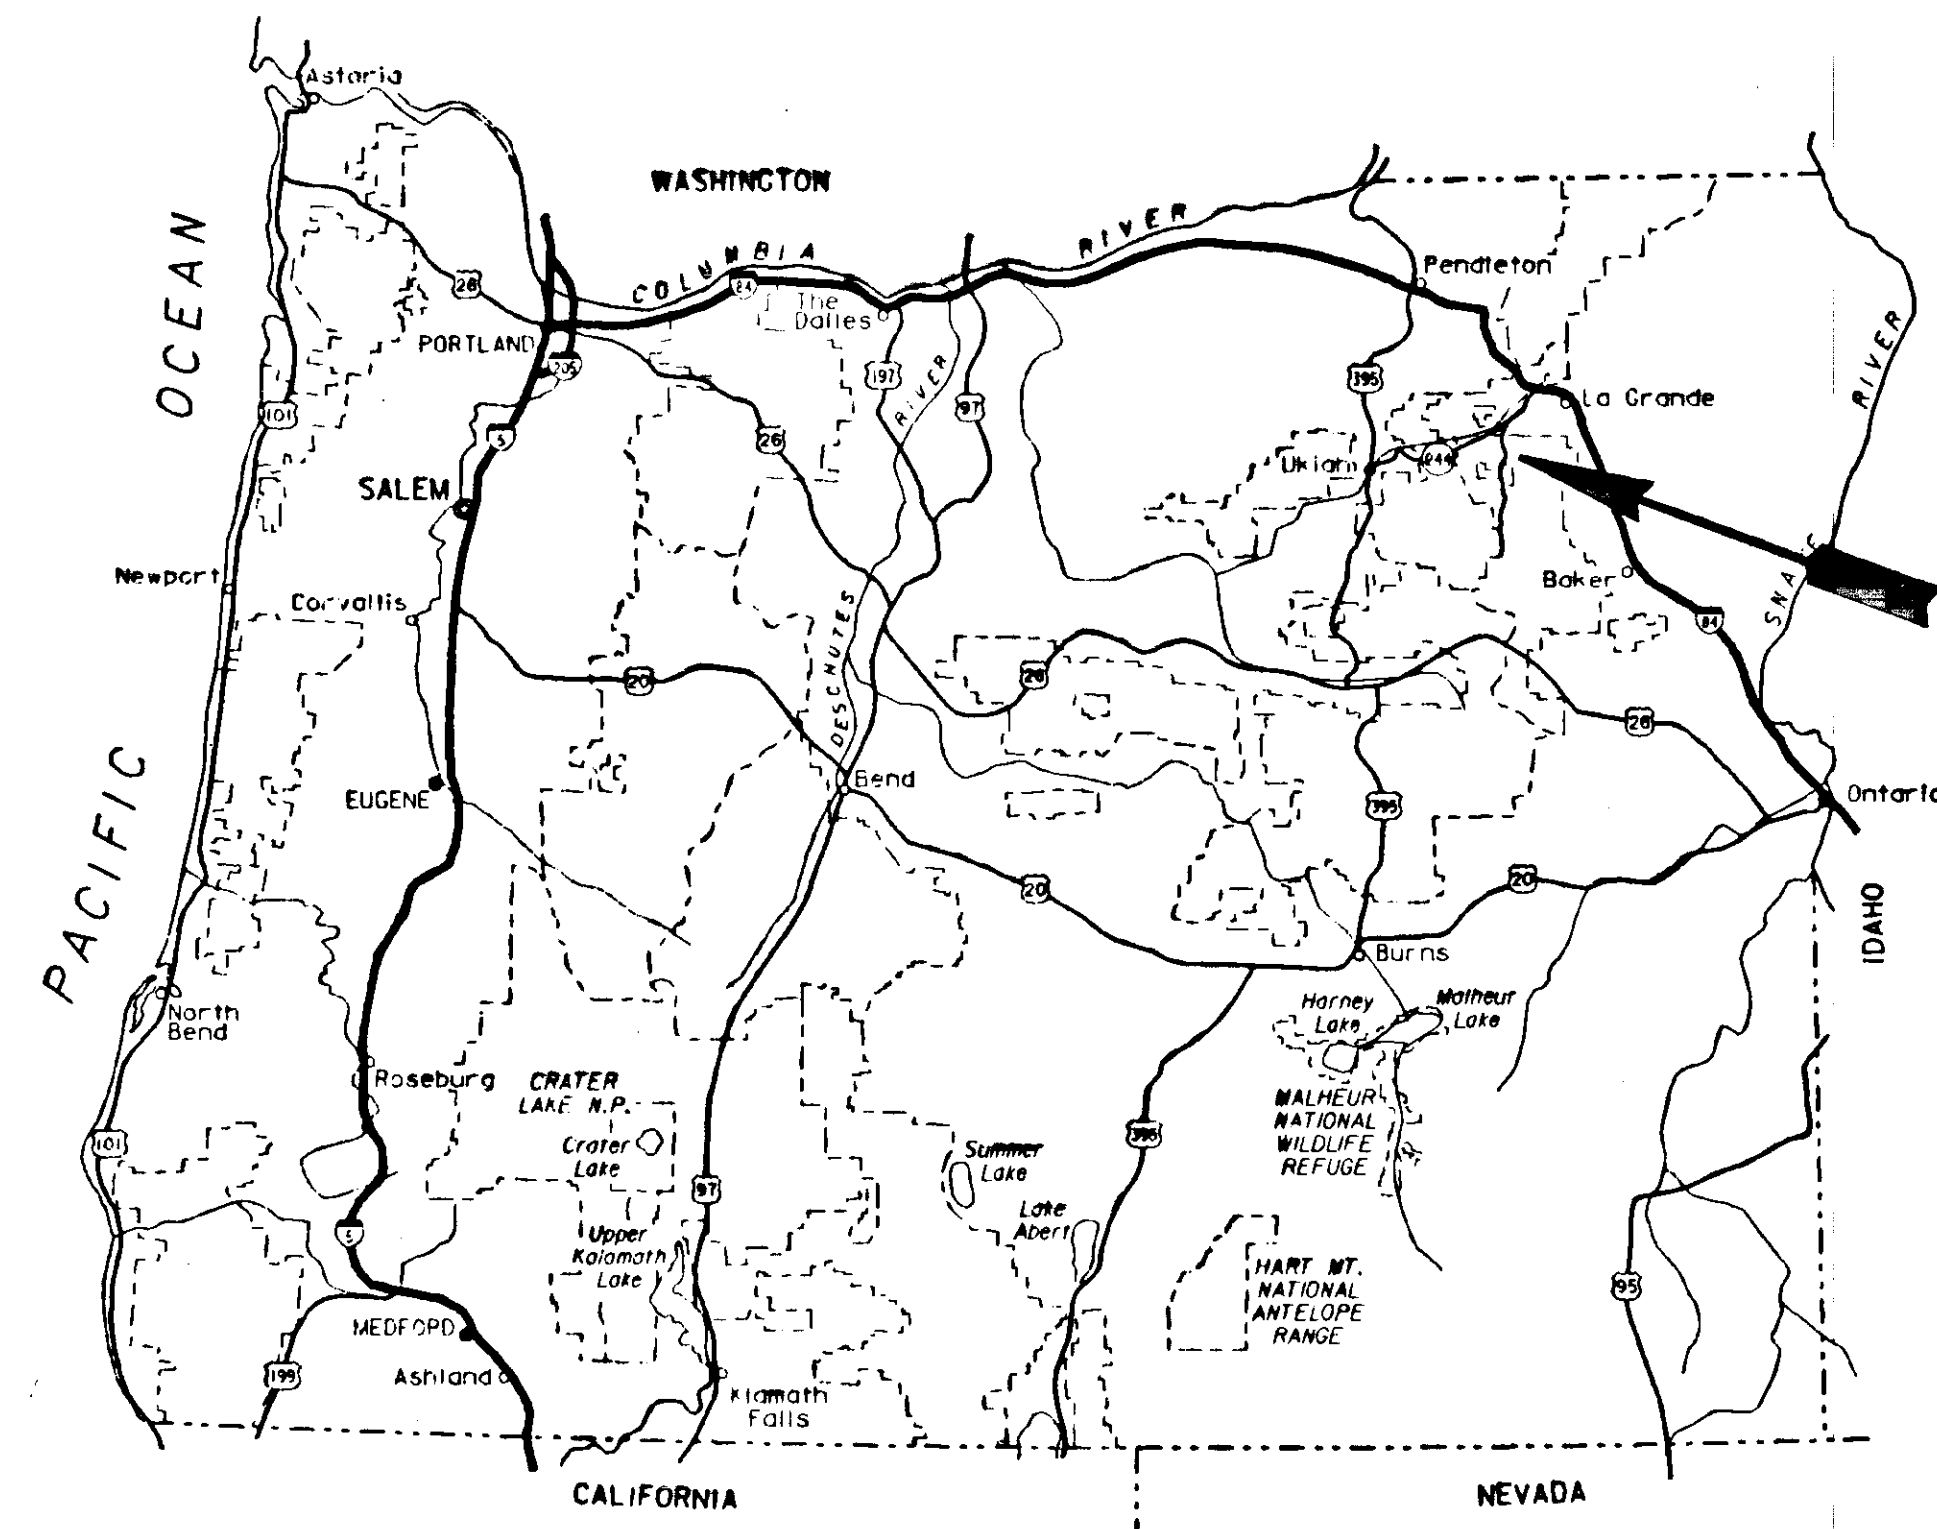 Astoria
WASHINGTON
PACIFIC OCEAN
COLUMBIA RIVER
26
84
The
Dalles
Pendleton
PORTLAND
205
197
RIVER
97
395
La Grande
RIVER
101
5
26
SALEM
Ukiah
244
Newport
Corvallis
Baker
SNAKE
84
DESCHUTES
20
26
26
Bend
EUGENE
395
Ontario
20
20
IDAHO
Burns
North
Bend
Harney
Lake
Malheur
Lake
Roseburg
CRATER
LAKE N.P.
MALHEUR
NATIONAL
WILDLIFE
REFUGE
101
Crater
Lake
Summer
Lake
395
97
Lake
Abert
5
Upper
Kalamath
Lake
HART MT.
NATIONAL
ANTELOPE
RANGE
95
MEDFORD
199
Ashland
Klamath
Falls
CALIFORNIA
NEVADA